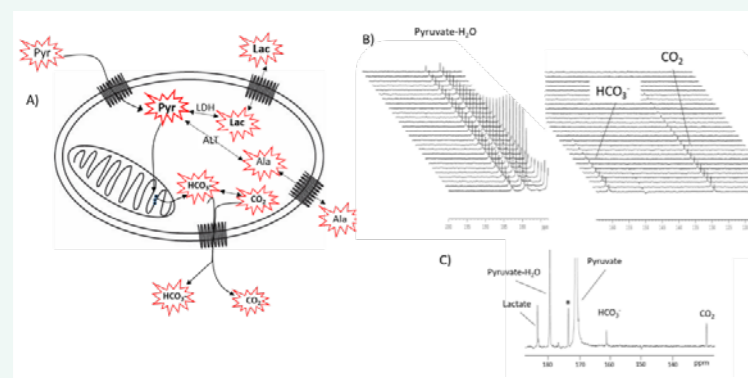 A)
Pyr
Lac
Pyr
LDH
Lac
ALT
Ala
HCO₃⁻
CO₂
Ala
HCO₃⁻
CO₂
B)
Pyruvate-H₂O
CO₂
HCO₃⁻
C)
Pyruvate-H₂O
Pyruvate
Lactate
*
HCO₃⁻
CO₂
180
170
160
150
140
ppm